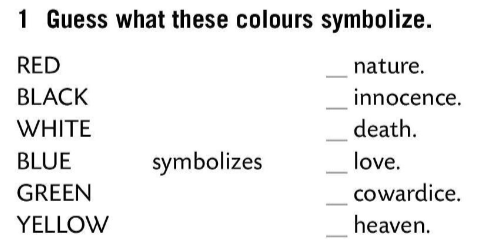 1 Guess what these colours symbolize.
RED __ nature.
BLACK __ innocence.
WHITE __ death.
BLUE symbolizes __ love.
GREEN __ cowardice.
YELLOW __ heaven.